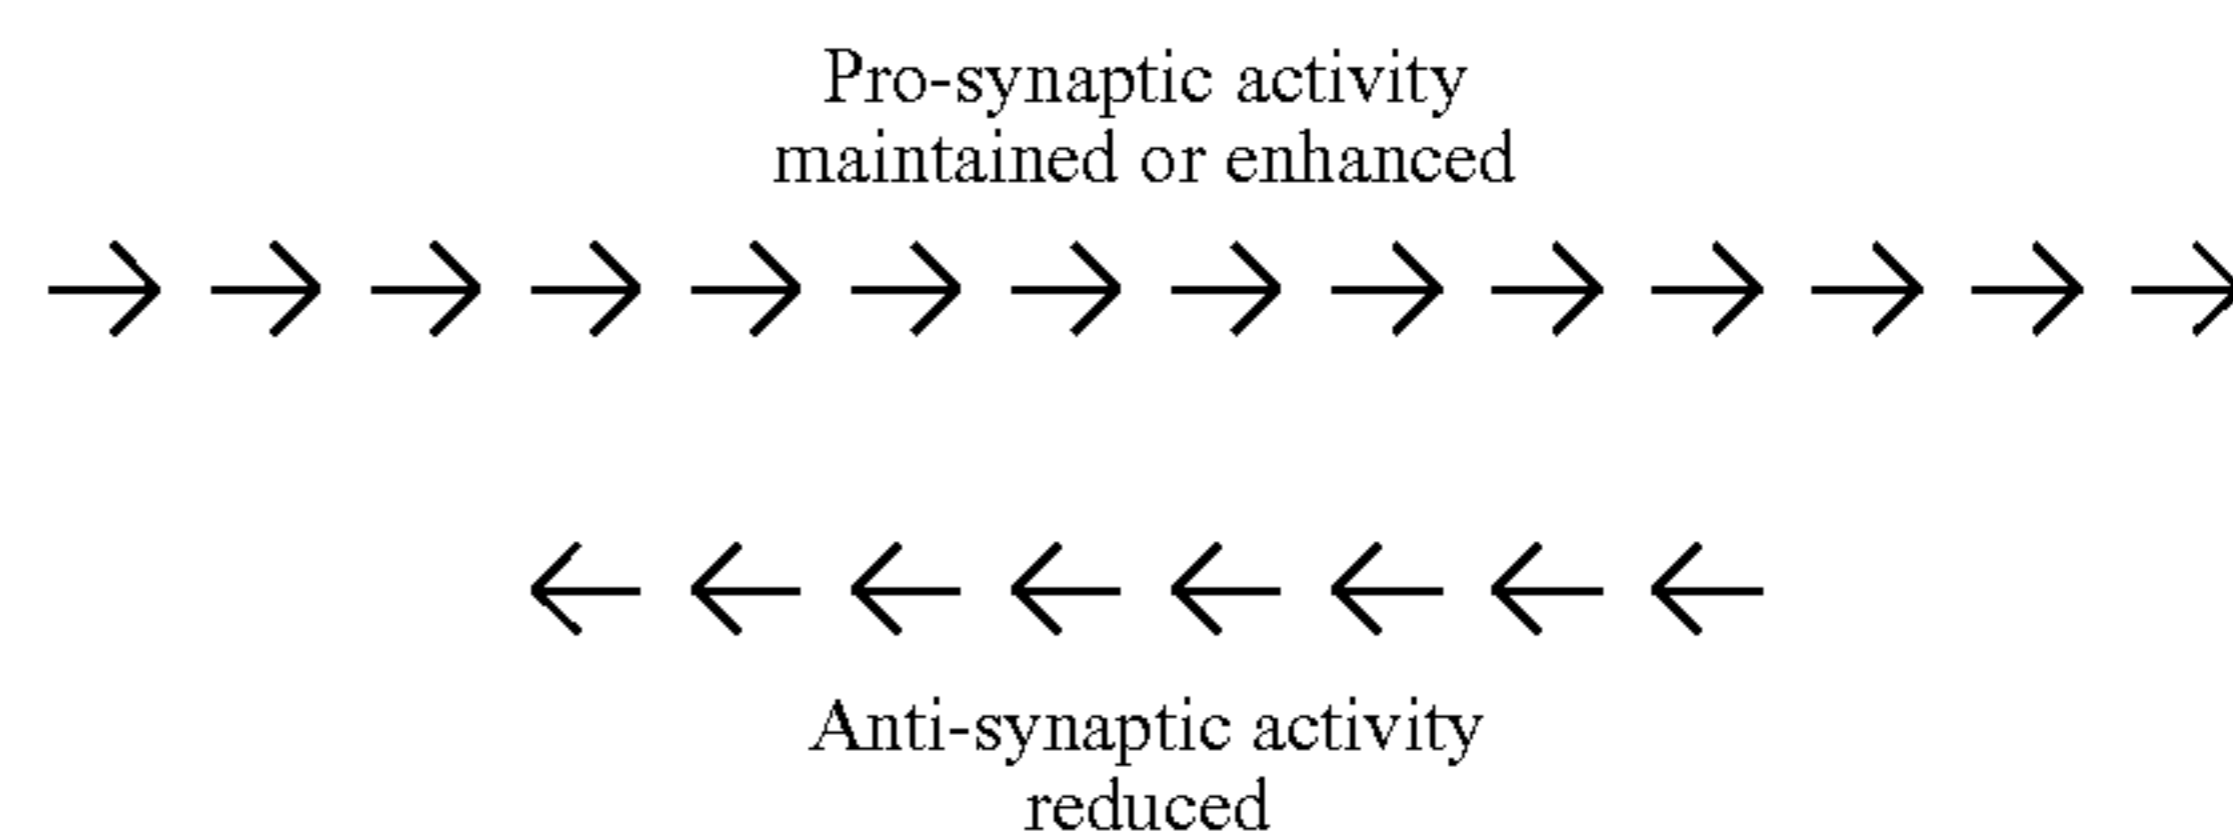 Pro-synaptic activity
maintained or enhanced
Anti-synaptic activity
reduced